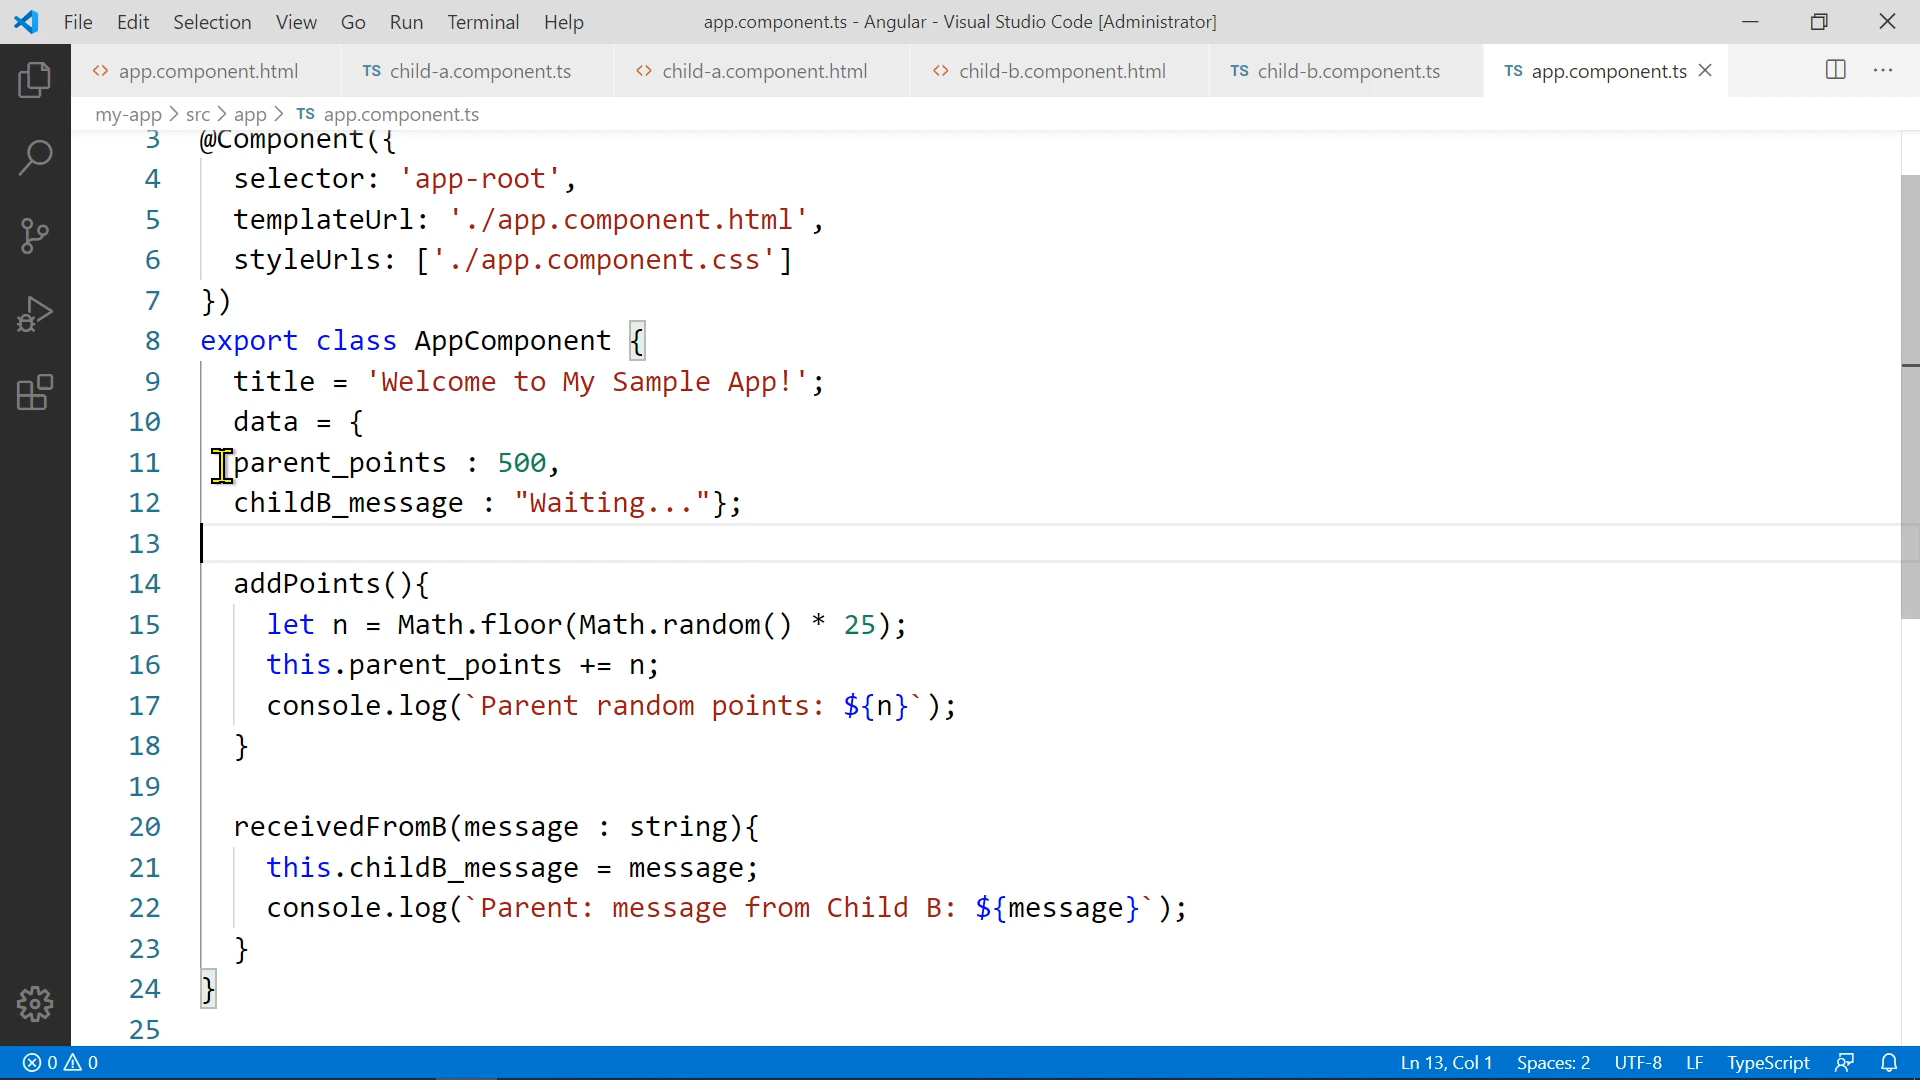 File Edit Selection View Go Run Terminal Help app.component.ts - Angular - Visual Studio Code [Administrator]
<> app.component.html TS child-a.component.ts <> child-a.component.html <> child-b.component.html TS child-b.component.ts TS app.component.ts
my-app > src > app > TS app.component.ts
3 @Component({
4 selector: 'app-root',
5 templateUrl: './app.component.html',
6 styleUrls: ['./app.component.css']
7 })
8 export class AppComponent {
9 title = 'Welcome to My Sample App!';
10 data = {
11 parent_points : 500,
12 childB_message : "Waiting..."};
13
14 addPoints(){
15 let n = Math.floor(Math.random() * 25);
16 this.parent_points += n;
17 console.log(`Parent random points: ${n}`);
18 }
19
20 receivedFromB(message : string){
21 this.childB_message = message;
22 console.log(`Parent: message from Child B: ${message}`);
23 }
24 }
25
0 0 Ln 13, Col 1 Spaces: 2 UTF-8 LF TypeScript